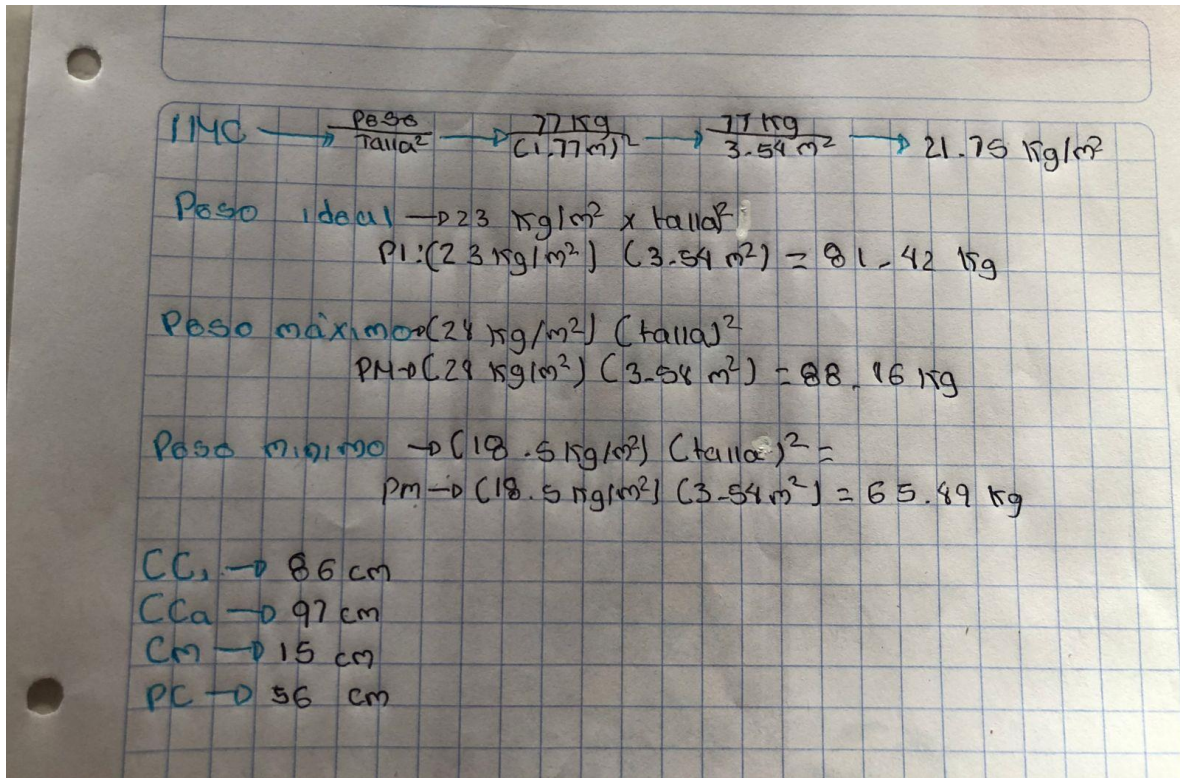 IMC → Peso / Talla² → 77 Kg / (1.77m)² → 77 Kg / 3.54 m² → 21.75 Kg/m²
Peso ideal → 23 Kg/m² x talla²
PI:(23 Kg/m²) (3.54 m²) = 81.42 Kg
Peso máximo→(24 Kg/m²) (talla)²
PM→(24 Kg/m²) (3.54 m²) = 88.16 Kg
Peso mínimo → (18.5 Kg/m²) (talla)² =
Pm → (18.5 Kg/m²) (3.54 m²) = 65.49 Kg
CC, → 86 cm
CCa → 97 cm
Cm → 15 cm
PC → 56 cm